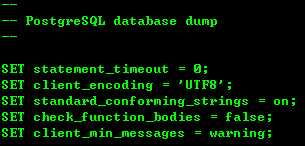 --
-- PostgreSQL database dump
--
SET statement_timeout = 0;
SET client_encoding = 'UTF8';
SET standard_conforming_strings = on;
SET check_function_bodies = false;
SET client_min_messages = warning;